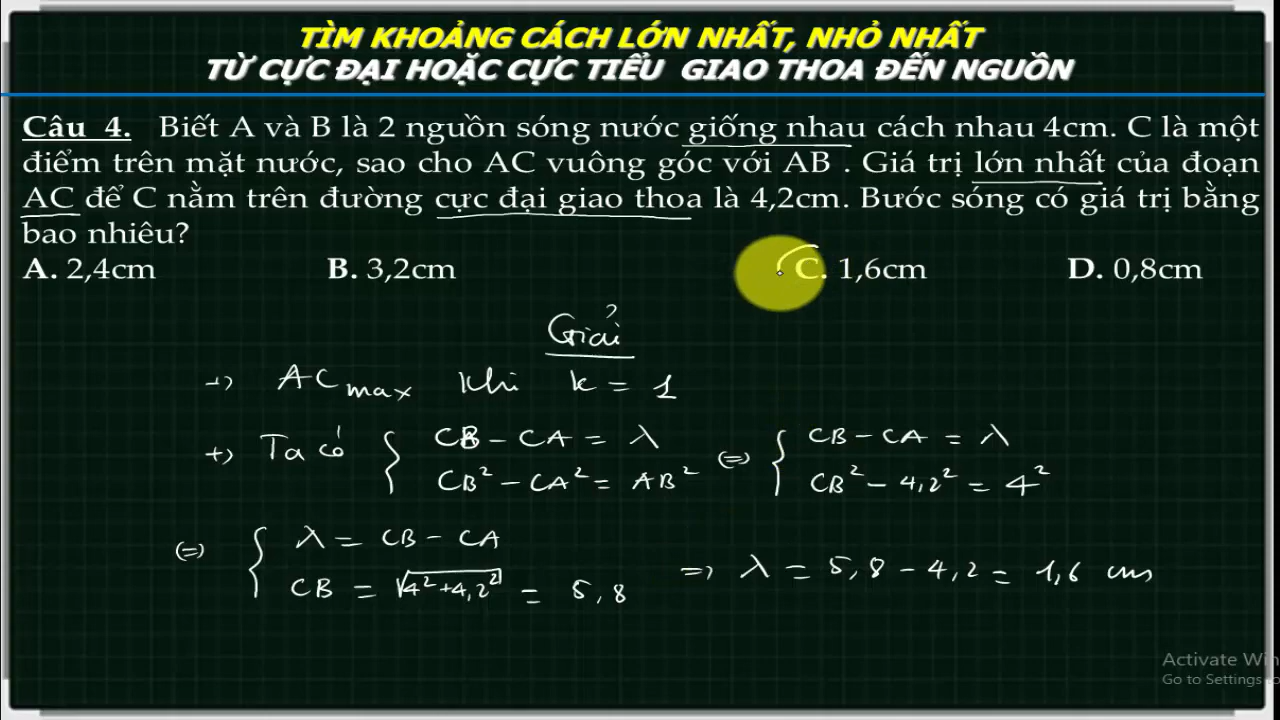 TÌM KHOẢNG CÁCH LỚN NHẤT, NHỎ NHẤT
TỪ CỰC ĐẠI HOẶC CỰC TIỂU GIAO THOA ĐẾN NGUỒN
Câu 4. Biết A và B là 2 nguồn sóng nước giống nhau cách nhau 4cm. C là một
điểm trên mặt nước, sao cho AC vuông góc với AB . Giá trị lớn nhất của đoạn
AC để C nằm trên đường cực đại giao thoa là 4,2cm. Bước sóng có giá trị bằng
bao nhiêu?
A. 2,4cm B. 3,2cm C. 1,6cm D. 0,8cm
Giải
+) AC max khi k = 1
+) Ta có { CB - CA = λ (=) { CB - CA = λ
CB² - CA² = AB² CB² - 4,2² = 4²
(=) { λ = CB - CA
CB = √4²+4,2² = 5,8 => λ = 5,8 - 4,2 = 1,6 cm
Activate Win
Go to Settings to